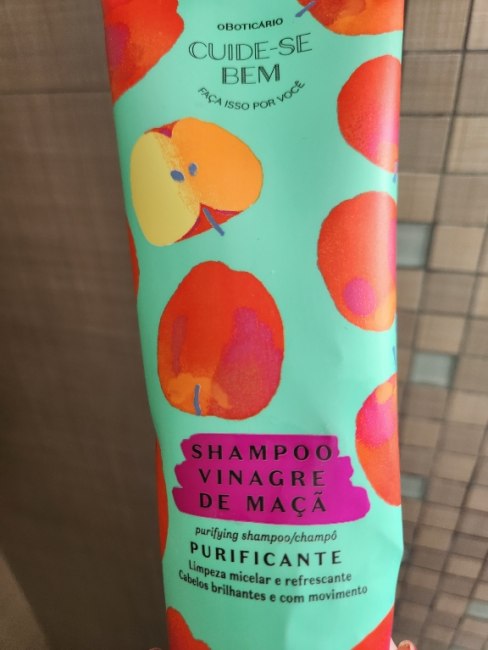 oBOTICÁRIO
CUIDE-SE
BEM
FAÇA ISSO POR VOCÊ
SHAMPOO
VINAGRE
DE MAÇÃ
purifying shampoo/champô
PURIFICANTE
Limpeza micelar e refrescante
Cabelos brilhantes e com movimento